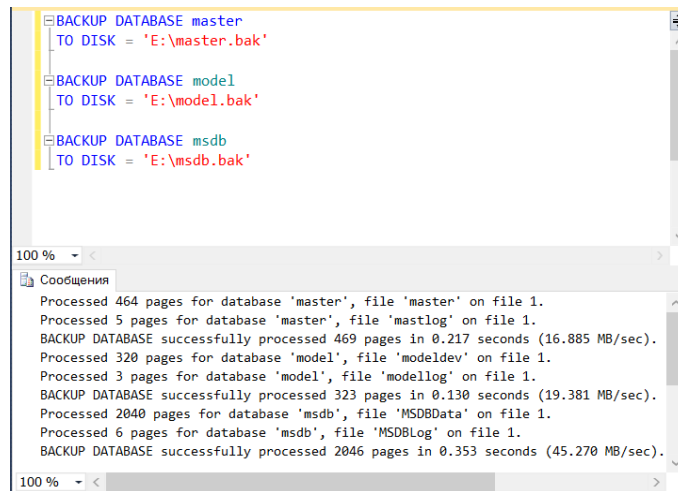 BACKUP DATABASE master
TO DISK = 'E:\master.bak'
BACKUP DATABASE model
TO DISK = 'E:\model.bak'
BACKUP DATABASE msdb
TO DISK = 'E:\msdb.bak'
100 %
Сообщения
Processed 464 pages for database 'master', file 'master' on file 1.
Processed 5 pages for database 'master', file 'mastlog' on file 1.
BACKUP DATABASE successfully processed 469 pages in 0.217 seconds (16.885 MB/sec).
Processed 320 pages for database 'model', file 'modeldev' on file 1.
Processed 3 pages for database 'model', file 'modellog' on file 1.
BACKUP DATABASE successfully processed 323 pages in 0.130 seconds (19.381 MB/sec).
Processed 2040 pages for database 'msdb', file 'MSDBData' on file 1.
Processed 6 pages for database 'msdb', file 'MSDBLog' on file 1.
BACKUP DATABASE successfully processed 2046 pages in 0.353 seconds (45.270 MB/sec).
100 %